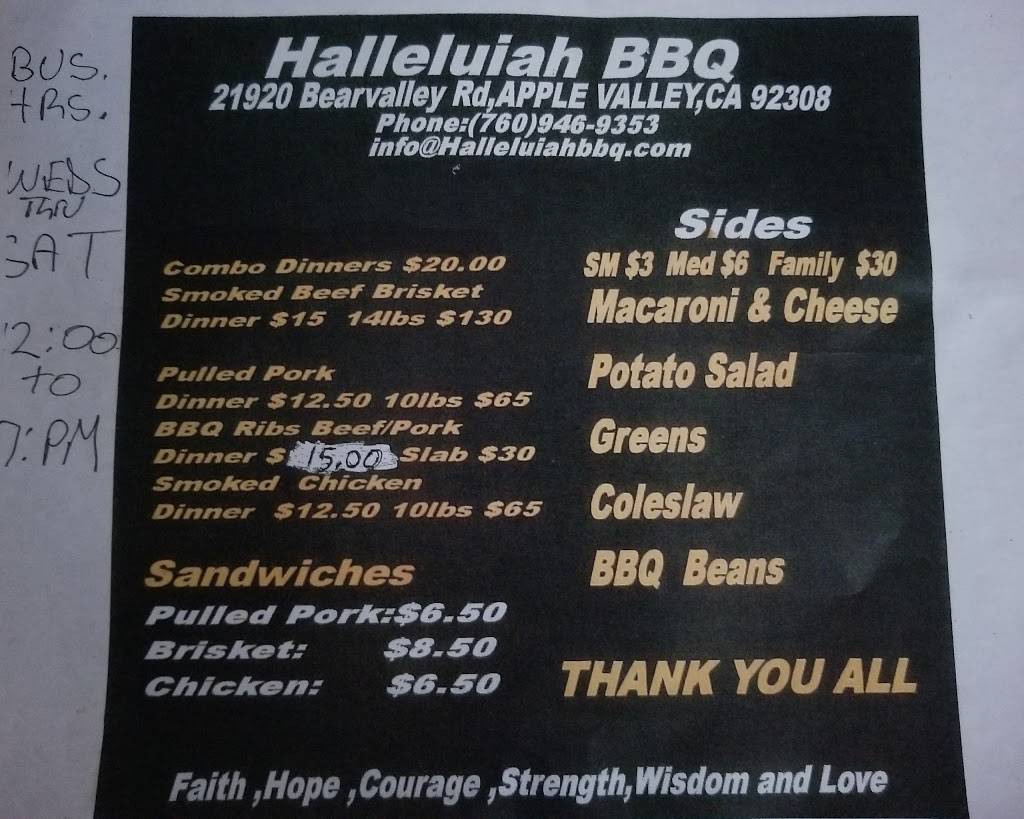 BUS.
HRS.
WEDS
THRU
SAT
12:00
TO
7:PM
Halleluiah BBQ
21920 Bearvalley Rd,APPLE VALLEY,CA 92308
Phone:(760)946-9353
info@Halleluiahbbq.com
Combo Dinners $20.00
Smoked Beef Brisket
Dinner $15 14lbs $130
Pulled Pork
Dinner $12.50 10lbs $65
BBQ Ribs Beef/Pork
Dinner $ 15.00 Slab $30
Smoked Chicken
Dinner $12.50 10lbs $65
Sandwiches
Pulled Pork:$6.50
Brisket: $8.50
Chicken: $6.50
Sides
SM $3 Med $6 Family $30
Macaroni & Cheese
Potato Salad
Greens
Coleslaw
BBQ Beans
THANK YOU ALL
Faith ,Hope ,Courage ,Strength,Wisdom and Love